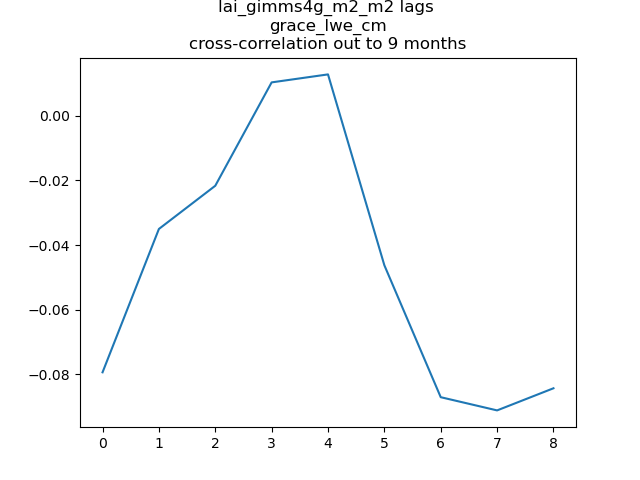 lai_gimms4g_m2_m2 lags
grace_lwe_cm
cross-correlation out to 9 months
0.00
−0.02
−0.04
−0.06
−0.08
0 1 2 3 4 5 6 7 8